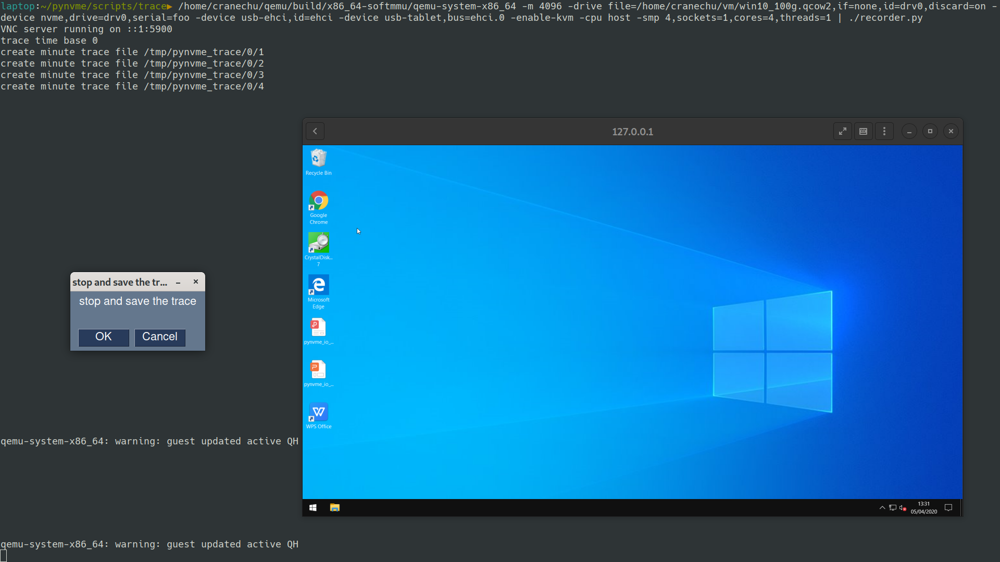 laptop:~/pynvme/scripts/trace▶ /home/cranechu/qemu/build/x86_64-softmmu/qemu-system-x86_64 -m 4096 -drive file=/home/cranechu/vm/win10_100g.qcow2,if=none,id=drv0,discard=on -
device nvme,drive=drv0,serial=foo -device usb-ehci,id=ehci -device usb-tablet,bus=ehci.0 -enable-kvm -cpu host -smp 4,sockets=1,cores=4,threads=1 | ./recorder.py
VNC server running on ::1:5900
trace time base 0
create minute trace file /tmp/pynvme_trace/0/1
create minute trace file /tmp/pynvme_trace/0/2
create minute trace file /tmp/pynvme_trace/0/3
create minute trace file /tmp/pynvme_trace/0/4
127.0.0.1
Recycle Bin
Google
Chrome
CrystalDisk...
7
Microsoft
Edge
pynvme_io_...
pynvme_io_...
WPS Office
13:31
05/04/2020
stop and save the tr...
stop and save the trace
OK
Cancel
qemu-system-x86_64: warning: guest updated active QH
qemu-system-x86_64: warning: guest updated active QH